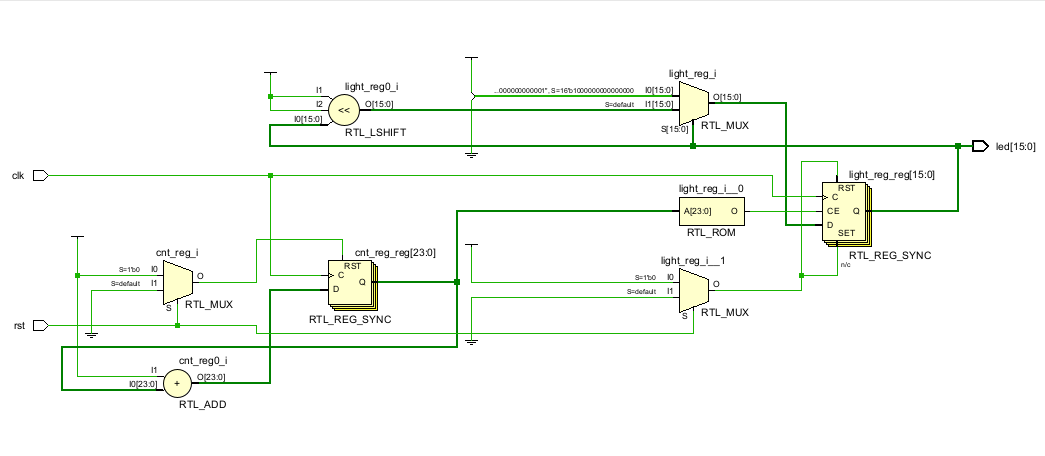 light_reg0_i
I1
I2
I0[15:0]
<<
O[15:0]
RTL_LSHIFT
light_reg_i
...000000000001", S=16'b1000000000000000
I0[15:0]
S=default
I1[15:0]
O[15:0]
S[15:0]
RTL_MUX
led[15:0]
clk
light_reg_i__0
A[23:0]
O
RTL_ROM
light_reg_reg[15:0]
RST
C
CE
Q
D
SET
n/c
RTL_REG_SYNC
cnt_reg_i
S=1'b0
I0
S=default
I1
O
S
RTL_MUX
cnt_reg_reg[23:0]
RST
C
Q
D
RTL_REG_SYNC
light_reg_i__1
S=1'b0
I0
S=default
I1
O
S
RTL_MUX
rst
cnt_reg0_i
I1
I0[23:0]
+
O[23:0]
RTL_ADD